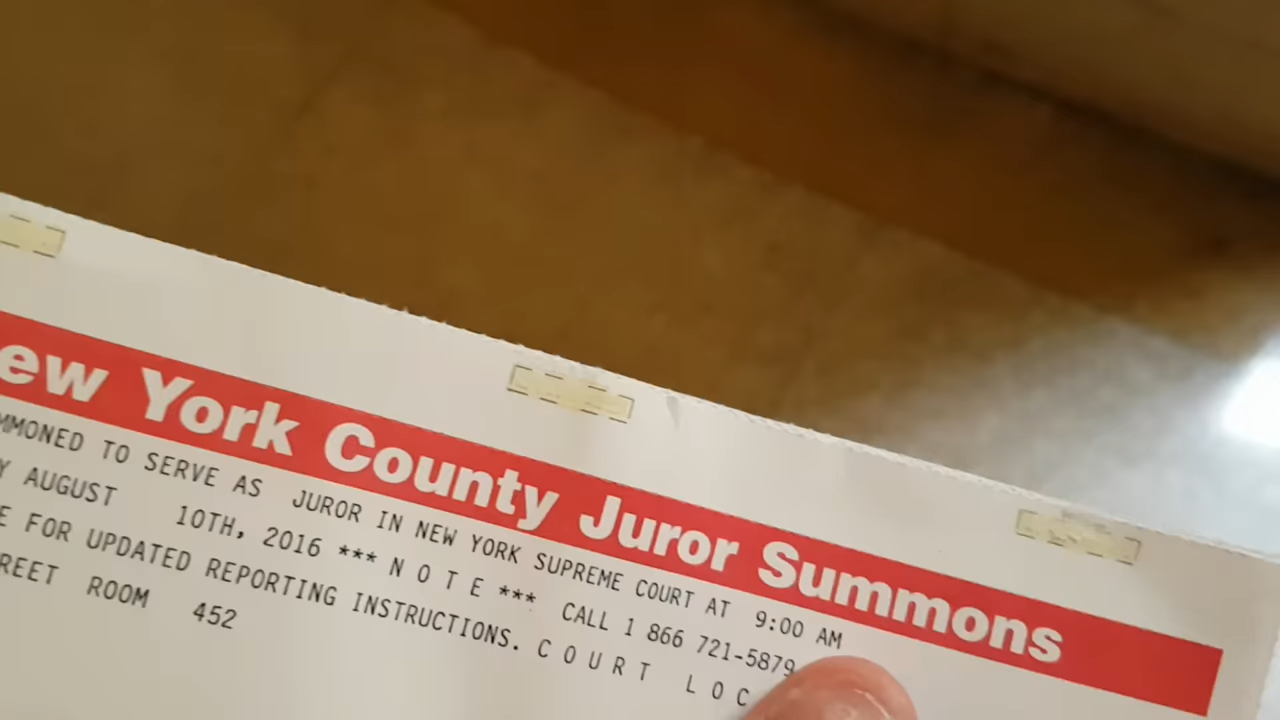 ew York County Juror Summons
MMONED TO SERVE AS JUROR IN NEW YORK SUPREME COURT AT 9:00 AM
Y AUGUST 10TH, 2016 *** N O T E *** CALL 1 866 721-5879
E FOR UPDATED REPORTING INSTRUCTIONS. C O U R T L O C
REET ROOM 452